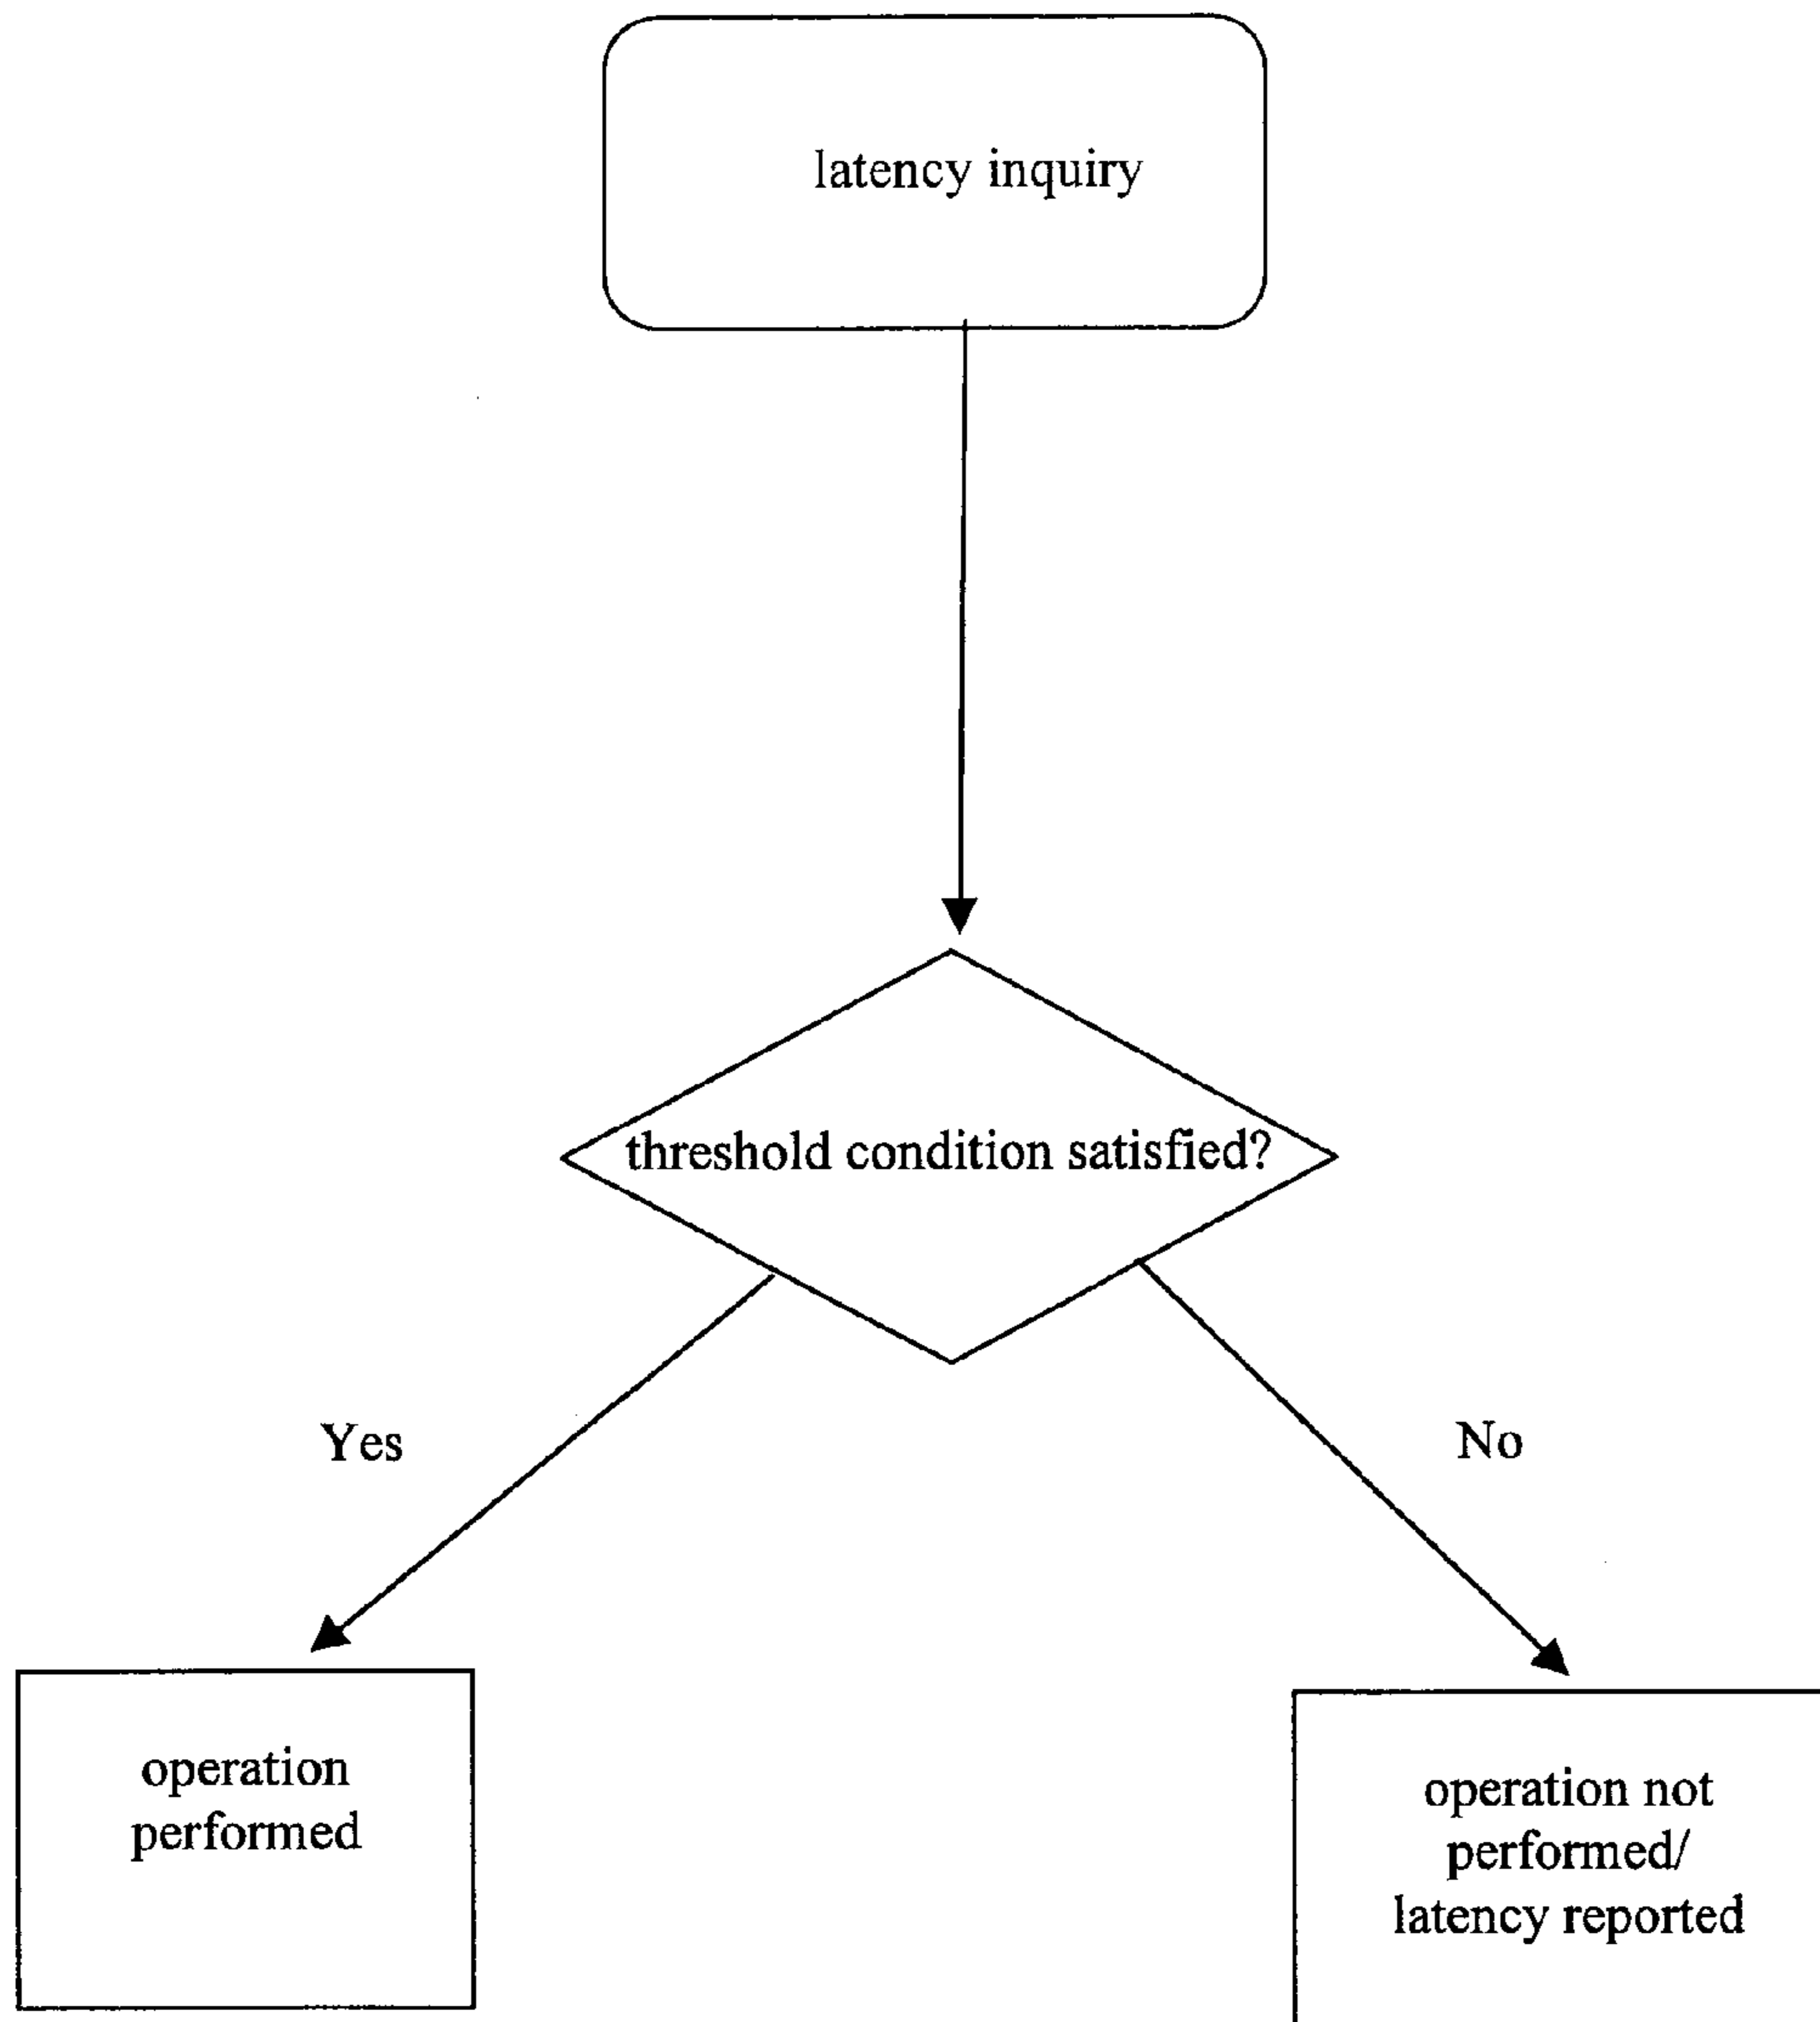 latency inquiry
threshold condition satisfied?
Yes
No
operation
performed
operation not
performed/
latency reported